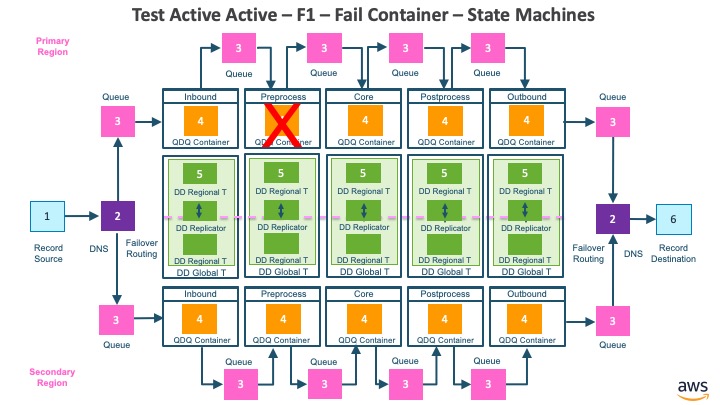 Test Active Active – F1 – Fail Container – State Machines
Primary
Region
3
3
3
3
Queue
Queue
Queue
Queue
Queue
3
Inbound
4
QDQ Container
Preprocess
QDQ Container
Core
4
QDQ Container
Postprocess
4
QDQ Container
Outbound
4
QDQ Container
Queue
3
5
DD Regional T
DD Replicator
DD Regional T
DD Global T
5
DD Regional T
DD Replicator
DD Regional T
DD Global T
5
DD Regional T
DD Replicator
DD Regional T
DD Global T
5
DD Regional T
DD Replicator
DD Regional T
DD Global T
5
DD Regional T
DD Replicator
DD Regional T
DD Global T
1
Record
Source
2
DNS
Failover
Routing
2
Failover
Routing
DNS
6
Record
Destination
3
Queue
Inbound
4
QDQ Container
Preprocess
4
QDQ Container
Core
4
QDQ Container
Postprocess
4
QDQ Container
Outbound
4
QDQ Container
3
Queue
Queue
Queue
Queue
Queue
3
3
3
3
Secondary
Region
aws